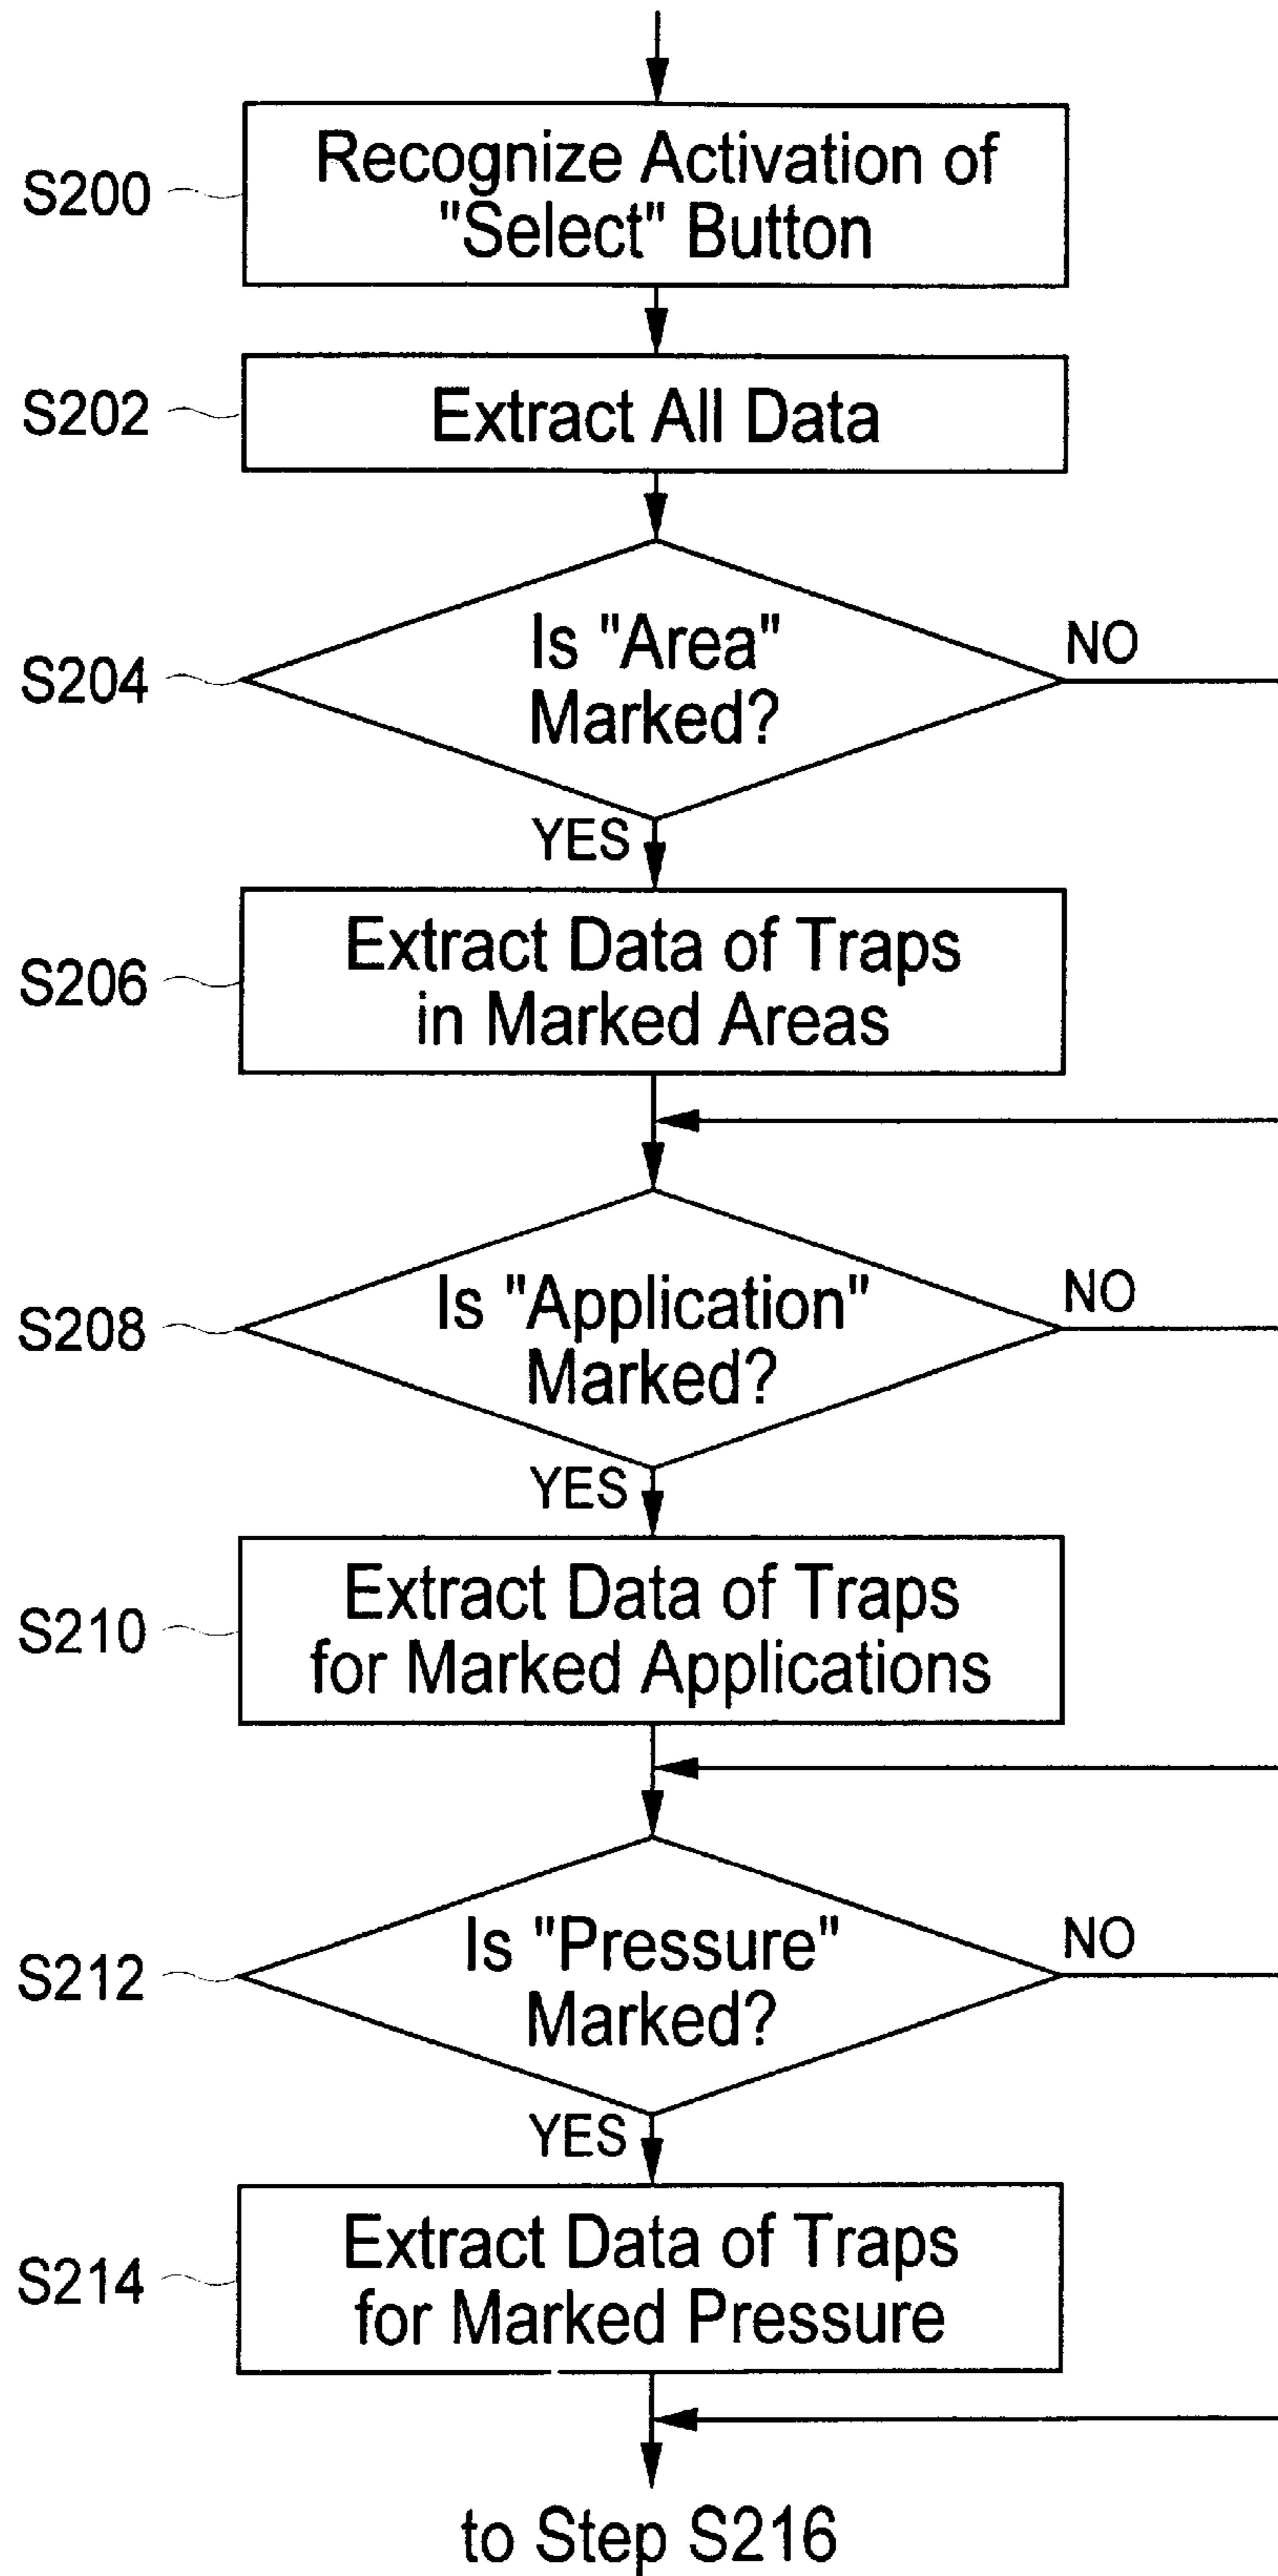 S200
Recognize Activation of
"Select" Button
S202
Extract All Data
S204
Is "Area"
Marked?
NO
YES
S206
Extract Data of Traps
in Marked Areas
S208
Is "Application"
Marked?
NO
YES
S210
Extract Data of Traps
for Marked Applications
S212
Is "Pressure"
Marked?
NO
YES
S214
Extract Data of Traps
for Marked Pressure
to Step S216